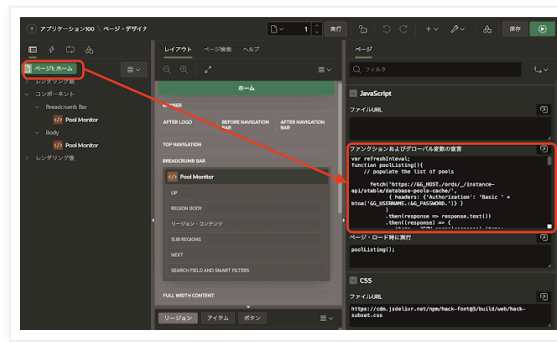 アプリケーション100 \ ページ・デザイナ
1
実行
保存
ページ1: ホーム
レンダリング前
コンポーネント
Breadcrumb Bar
Pool Monitor
Body
Pool Monitor
レンダリング後
レイアウト ページ検索 ヘルプ
ホーム
BANNER
AFTER LOGO BEFORE NAVIGATION BAR AFTER NAVIGATION BAR
TOP NAVIGATION
BREADCRUMB BAR
Pool Monitor
UP
REGION BODY
リージョン・コンテンツ
SUB REGIONS
NEXT
SEARCH FIELD AND SMART FILTERS
FULL WIDTH CONTENT
リージョン アイテム ボタン
ページ
フィルタ
JavaScript
ファイルURL
ファンクションおよびグローバル変数の宣言
var refreshInteval;
function poolListing(){
// populate the list of pools
fetch('https://&G_HOST./ords/_/instance-
api/stable/database-pools-cache/',
{ headers: {'Authorization': 'Basic ' +
btoa('&G_USERNAME.:&G_PASSWORD.')} }
)
.then(response => response.text())
.then((response) => {
ページ・ロード時に実行
poolListing();
CSS
ファイルURL
https://cdn.jsdelivr.net/npm/hack-font@3/build/web/hack-
subset.css